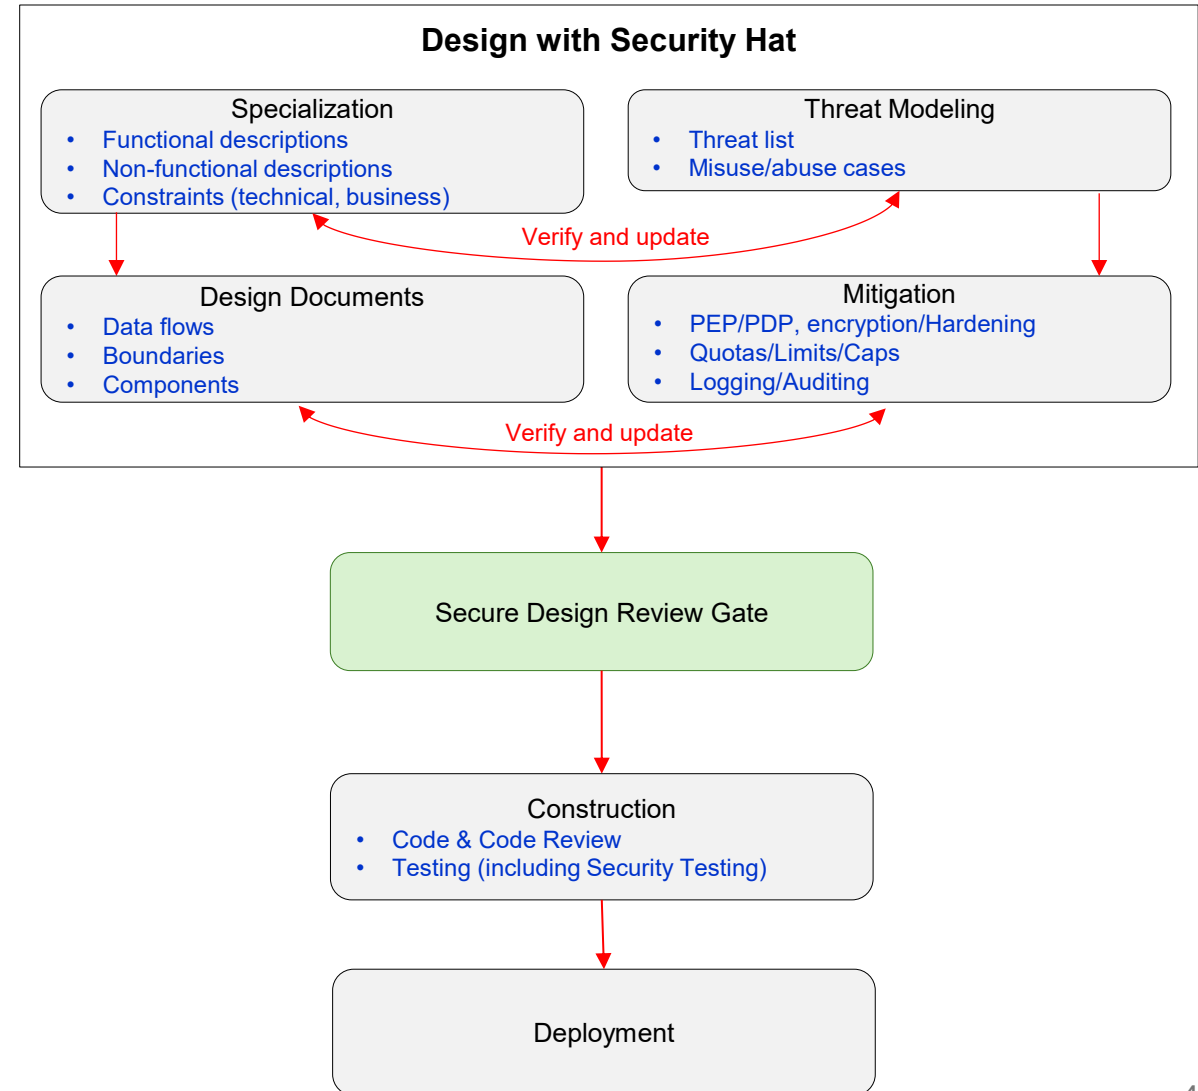 Design with Security Hat
Specialization
• Functional descriptions
• Non-functional descriptions
• Constraints (technical, business)
Threat Modeling
• Threat list
• Misuse/abuse cases
Verify and update
Design Documents
• Data flows
• Boundaries
• Components
Mitigation
• PEP/PDP, encryption/Hardening
• Quotas/Limits/Caps
• Logging/Auditing
Verify and update
Secure Design Review Gate
Construction
• Code & Code Review
• Testing (including Security Testing)
Deployment